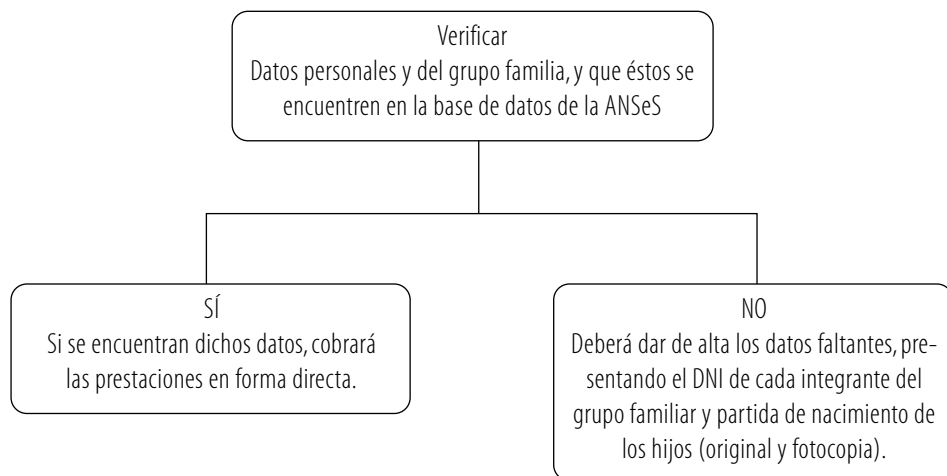 Verificar
Datos personales y del grupo familia, y que éstos se
encuentren en la base de datos de la ANSeS
SÍ
Si se encuentran dichos datos, cobrará
las prestaciones en forma directa.
NO
Deberá dar de alta los datos faltantes, pre-
sentando el DNI de cada integrante del
grupo familiar y partida de nacimiento de
los hijos (original y fotocopia).